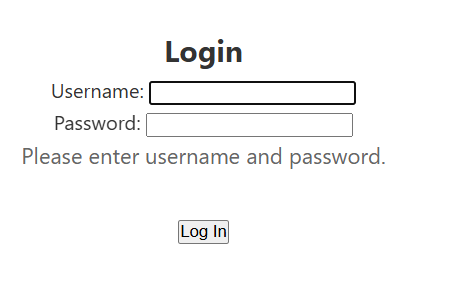 Login
Username:
Password:
Please enter username and password.
Log In